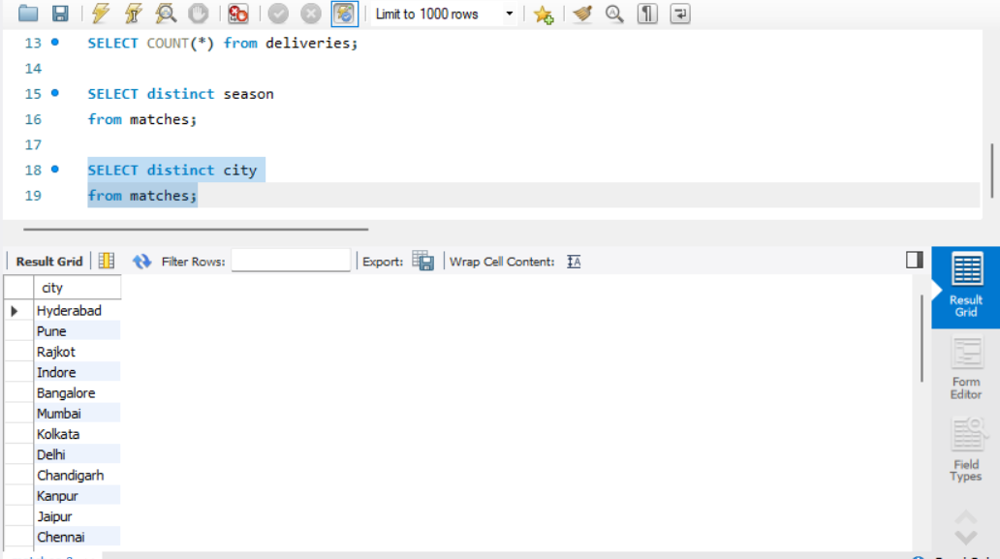 Limit to 1000 rows
13 SELECT COUNT(*) from deliveries;
14
15 SELECT distinct season
16 from matches;
17
18 SELECT distinct city
19 from matches;
Result Grid Filter Rows: Export: Wrap Cell Content:
city
Hyderabad
Pune
Rajkot
Indore
Bangalore
Mumbai
Kolkata
Delhi
Chandigarh
Kanpur
Jaipur
Chennai
Result
Grid
Form
Editor
Field
Types